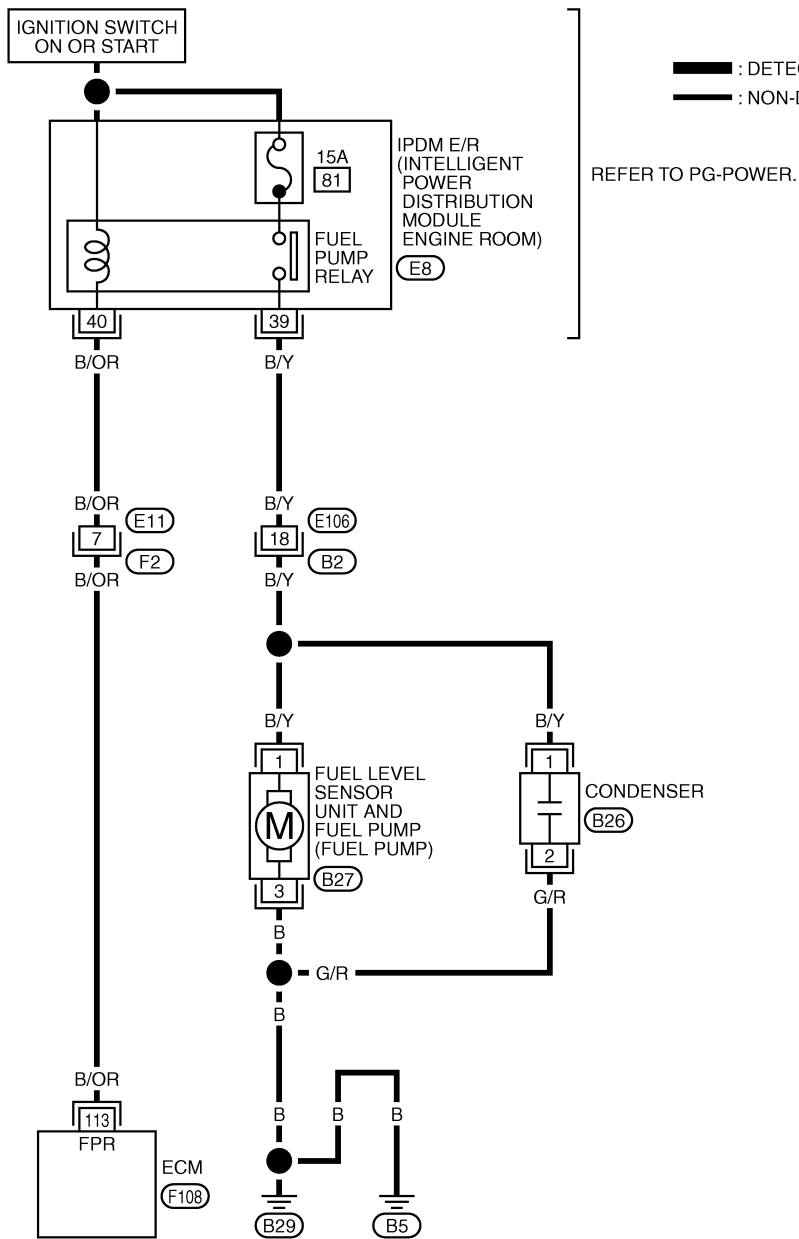 IGNITION SWITCH
ON OR START
: DETE
: NON-D
15A
81
IPDM E/R
(INTELLIGENT
POWER
DISTRIBUTION
MODULE
ENGINE ROOM)
E8
REFER TO PG-POWER.
FUEL
PUMP
RELAY
40
39
B/OR
B/Y
B/OR
B/Y
E11
E106
7
18
F2
B2
B/OR
B/Y
B/Y
B/Y
1
1
FUEL LEVEL
SENSOR
UNIT AND
FUEL PUMP
(FUEL PUMP)
B27
M
CONDENSER
B26
3
2
B
G/R
G/R
B
B/OR
B
B
B
113
FPR
ECM
F108
B29
B5